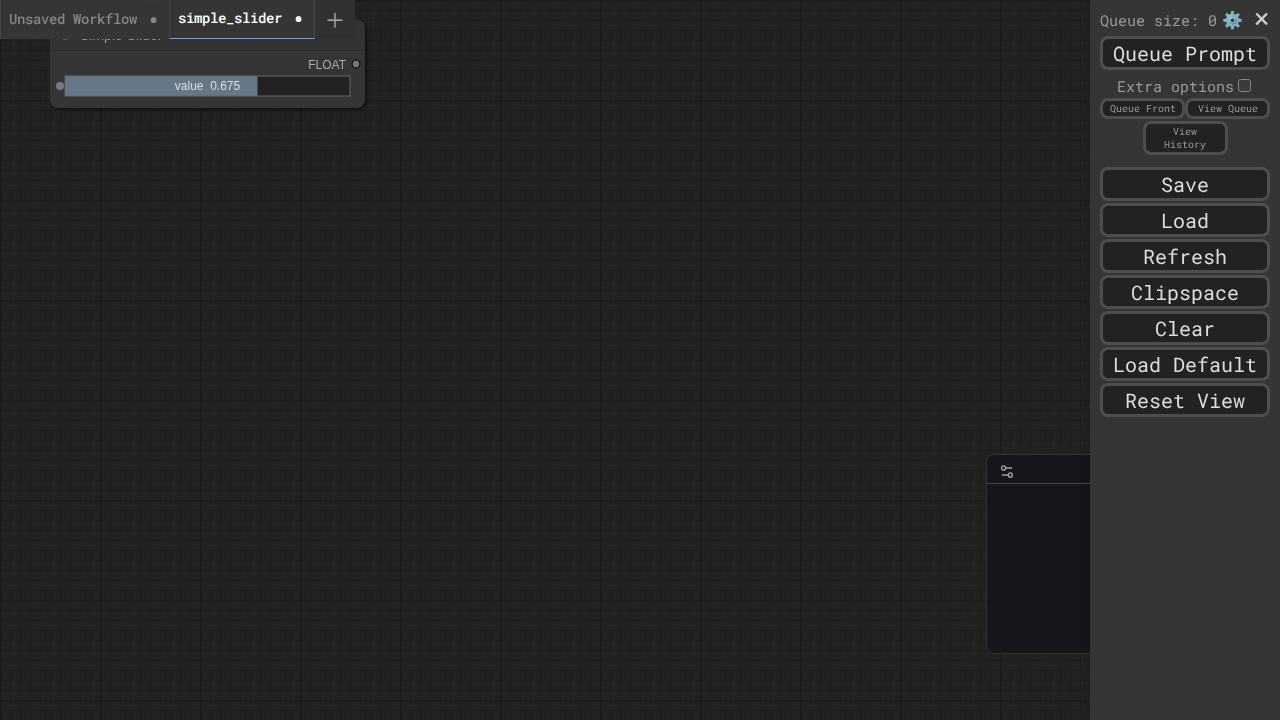 Unsaved Workflow
simple_slider
FLOAT
value 0.675
Queue size: 0
Queue Prompt
Extra options
Queue Front
View Queue
View
History
Save
Load
Refresh
Clipspace
Clear
Load Default
Reset View